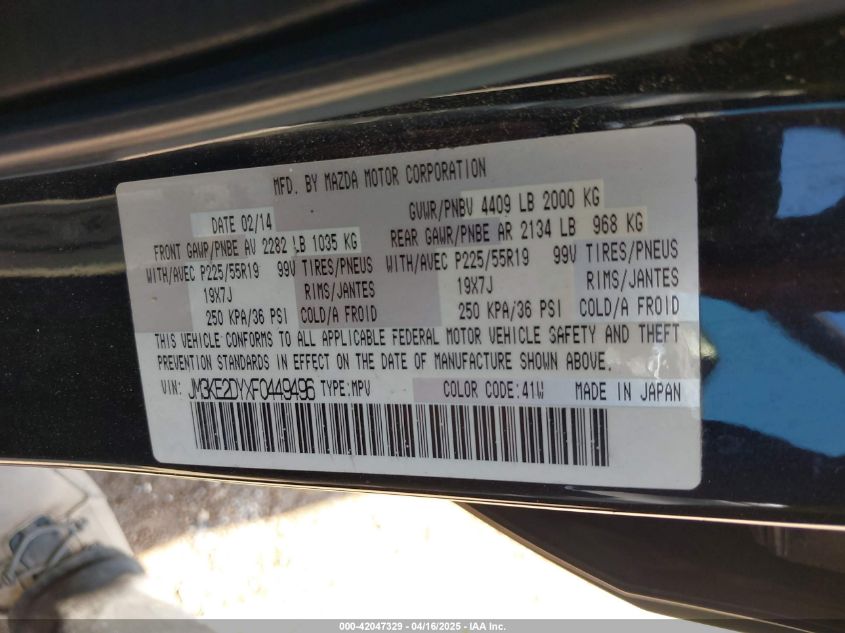 MFD. BY MAZDA MOTOR CORPORATION
DATE 02/14 GVWR/PNBV 4409 LB 2000 KG
FRONT GAWR/PNBE AV 2282 LB 1035 KG REAR GAWR/PNBE AR 2134 LB 968 KG
WITH/AVEC P225/55R19 99V TIRES/PNEUS WITH/AVEC P225/55R19 99V TIRES/PNEUS
19X7J RIMS/JANTES 19X7J RIMS/JANTES
250 KPA/36 PSI COLD/A FROID 250 KPA/36 PSI COLD/A FROID
THIS VEHICLE CONFORMS TO ALL APPLICABLE FEDERAL MOTOR VEHICLE SAFETY AND THEFT
PREVENTION STANDARDS IN EFFECT ON THE DATE OF MANUFACTURE SHOWN ABOVE.
VIN: JM3KE2DYXF0449496 TYPE:MPV COLOR CODE:41W MADE IN JAPAN
000-42047329 - 04/16/2025 - IAA Inc.